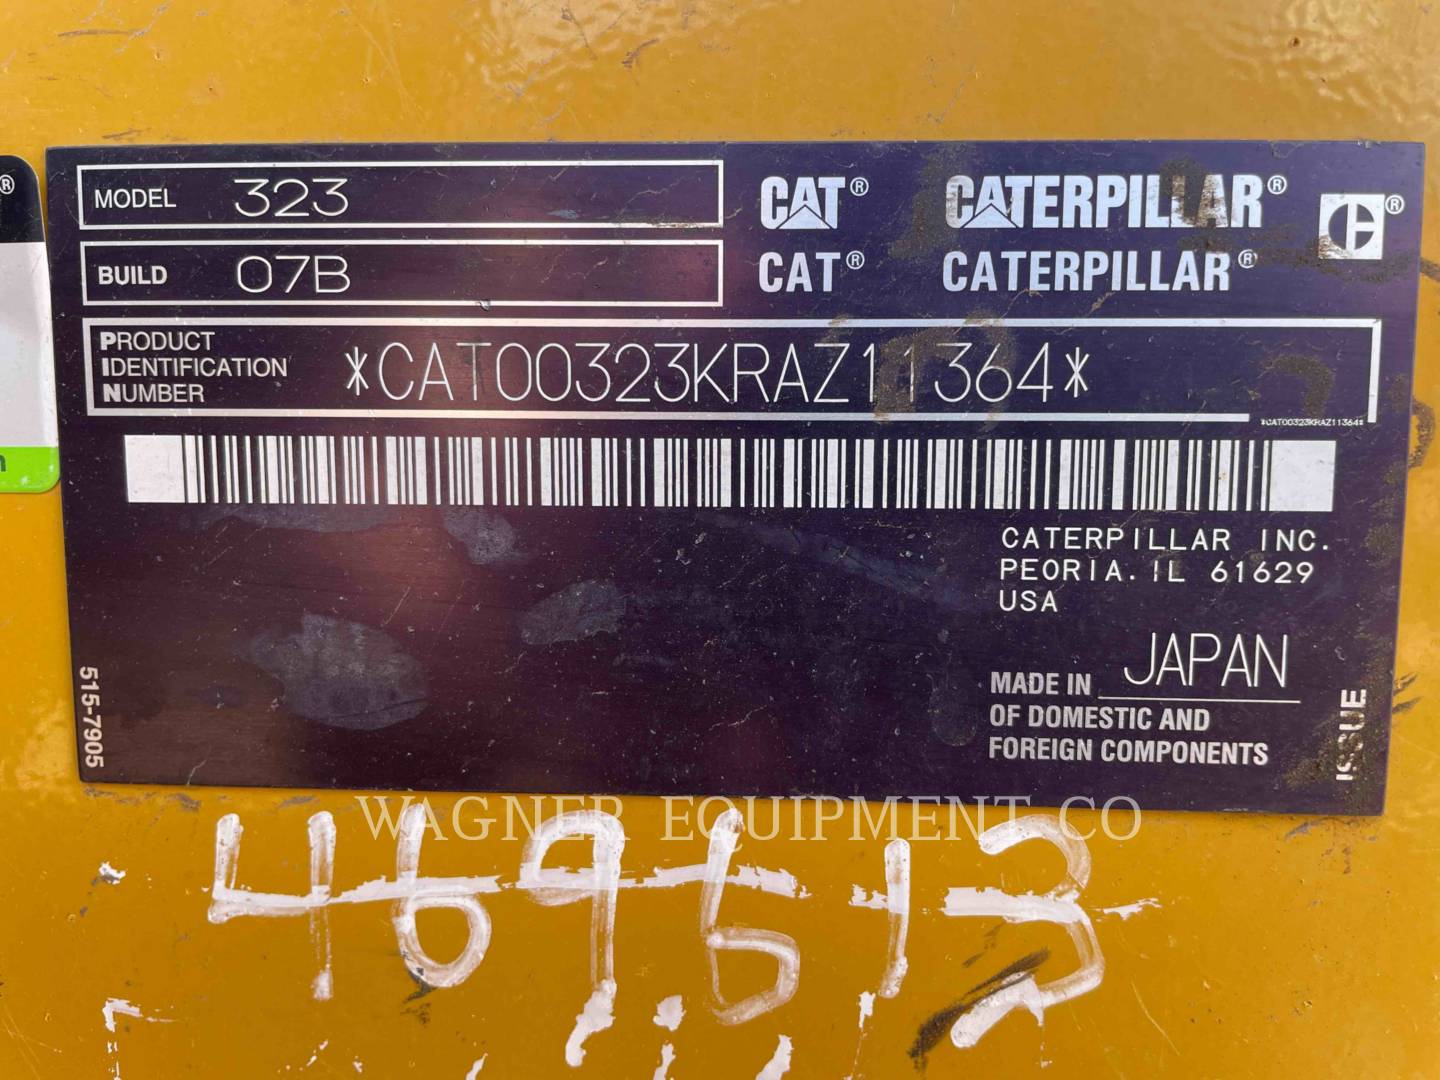 MODEL 323
BUILD 07B
CAT® CATERPILLAR®
CAT® CATERPILLAR®
C®
®
PRODUCT
IDENTIFICATION
NUMBER
*CAT00323KRAZ11364*
*CAT00323KRAZ11364*
CATERPILLAR INC.
PEORIA. IL 61629
USA
MADE IN JAPAN
OF DOMESTIC AND
FOREIGN COMPONENTS
515-7905
ISSUE
WAGNER EQUIPMENT CO
469613